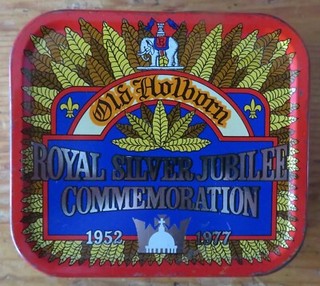 Old Holborn
ROYAL SILVER JUBILEE
COMMEMORATION
1952 1977